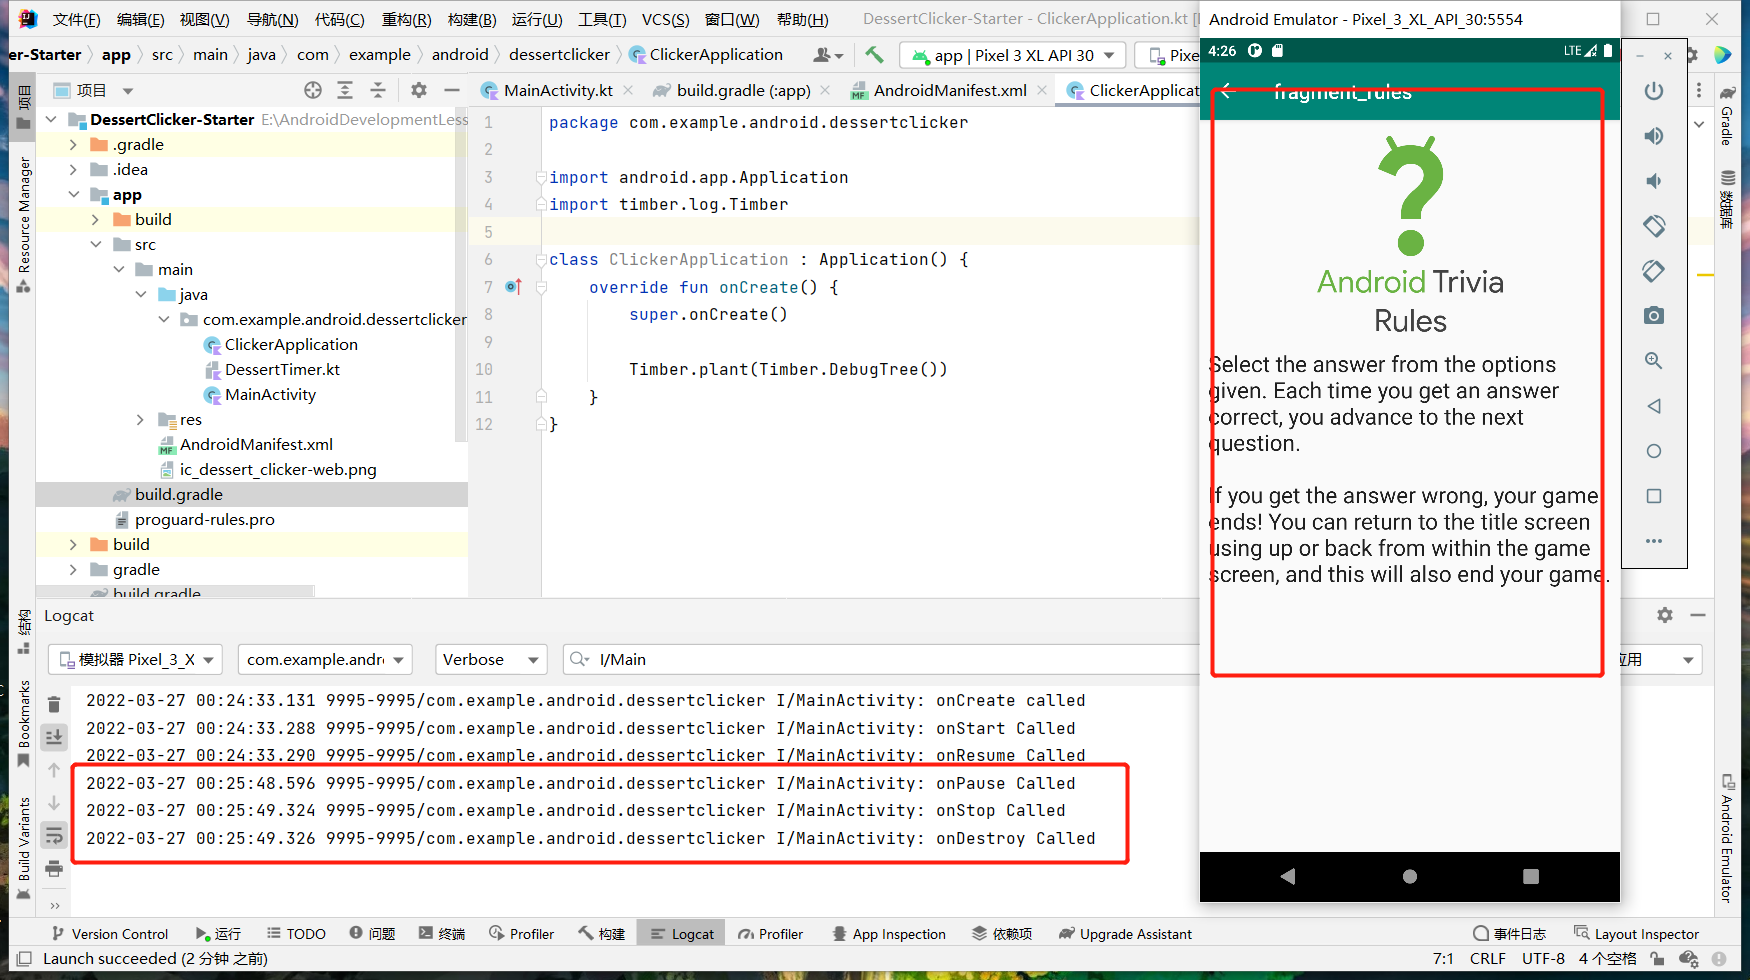 文件(F) 编辑(E) 视图(V) 导航(N) 代码(C) 重构(R) 构建(B) 运行(U) 工具(T) VCS(S) 窗口(W) 帮助(H) DessertClicker-Starter - ClickerApplication.kt [
er-Starter app src main java com example android dessertclicker ClickerApplication app | Pixel 3 XL API 30 Pixe
项目 MainActivity.kt build.gradle (:app) AndroidManifest.xml ClickerApplicat
DessertClicker-Starter E:\AndroidDevelopmentLess
.gradle
.idea
app
build
src
main
java
com.example.android.dessertclicker
ClickerApplication
DessertTimer.kt
MainActivity
res
AndroidManifest.xml
ic_dessert_clicker-web.png
build.gradle
proguard-rules.pro
build
gradle
build.gradle
1 package com.example.android.dessertclicker
2
3 import android.app.Application
4 import timber.log.Timber
5
6 class ClickerApplication : Application() {
7 override fun onCreate() {
8 super.onCreate()
9
10 Timber.plant(Timber.DebugTree())
11 }
12 }
Android Emulator - Pixel_3_XL_API_30:5554
4:26 LTE
fragment_rules
Android Trivia
Rules
Select the answer from the options
given. Each time you get an answer
correct, you advance to the next
question.
If you get the answer wrong, your game
ends! You can return to the title screen
using up or back from within the game
screen, and this will also end your game.
项目
Resource Manager
结构
Bookmarks
Build Variants
Gradle
数据库
Android Emulator
Logcat
模拟器 Pixel_3_X com.example.andr Verbose I/Main 应用
2022-03-27 00:24:33.131 9995-9995/com.example.android.dessertclicker I/MainActivity: onCreate called
2022-03-27 00:24:33.288 9995-9995/com.example.android.dessertclicker I/MainActivity: onStart Called
2022-03-27 00:24:33.290 9995-9995/com.example.android.dessertclicker I/MainActivity: onResume Called
2022-03-27 00:25:48.596 9995-9995/com.example.android.dessertclicker I/MainActivity: onPause Called
2022-03-27 00:25:49.324 9995-9995/com.example.android.dessertclicker I/MainActivity: onStop Called
2022-03-27 00:25:49.326 9995-9995/com.example.android.dessertclicker I/MainActivity: onDestroy Called
Version Control 运行 TODO 问题 终端 Profiler 构建 Logcat Profiler App Inspection 依赖项 Upgrade Assistant 事件日志 Layout Inspector
Launch succeeded (2 分钟 之前) 7:1 CRLF UTF-8 4 个空格